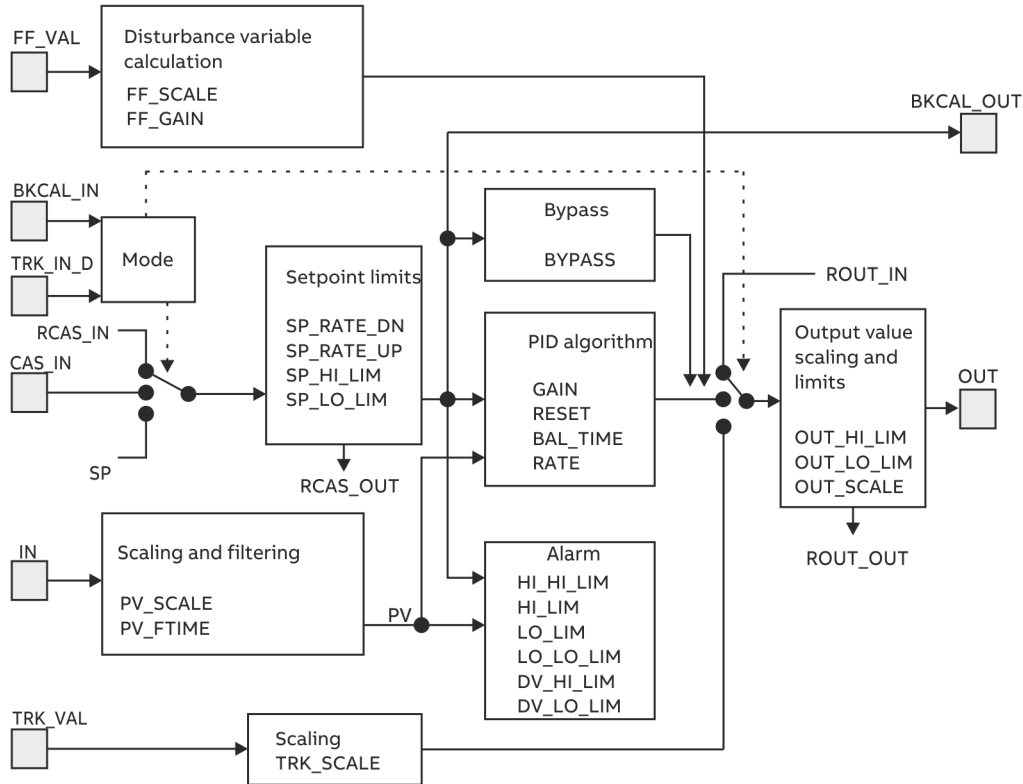 FF_VAL
Disturbance variable
calculation
FF_SCALE
FF_GAIN
BKCAL_OUT
BKCAL_IN
TRK_IN_D
Mode
RCAS_IN
CAS_IN
SP
Setpoint limits
SP_RATE_DN
SP_RATE_UP
SP_HI_LIM
SP_LO_LIM
RCAS_OUT
Bypass
BYPASS
PID algorithm
GAIN
RESET
BAL_TIME
RATE
ROUT_IN
Output value
scaling and
limits
OUT_HI_LIM
OUT_LO_LIM
OUT_SCALE
OUT
ROUT_OUT
IN
Scaling and filtering
PV_SCALE
PV_FTIME
PV
Alarm
HI_HI_LIM
HI_LIM
LO_LIM
LO_LO_LIM
DV_HI_LIM
DV_LO_LIM
TRK_VAL
Scaling
TRK_SCALE